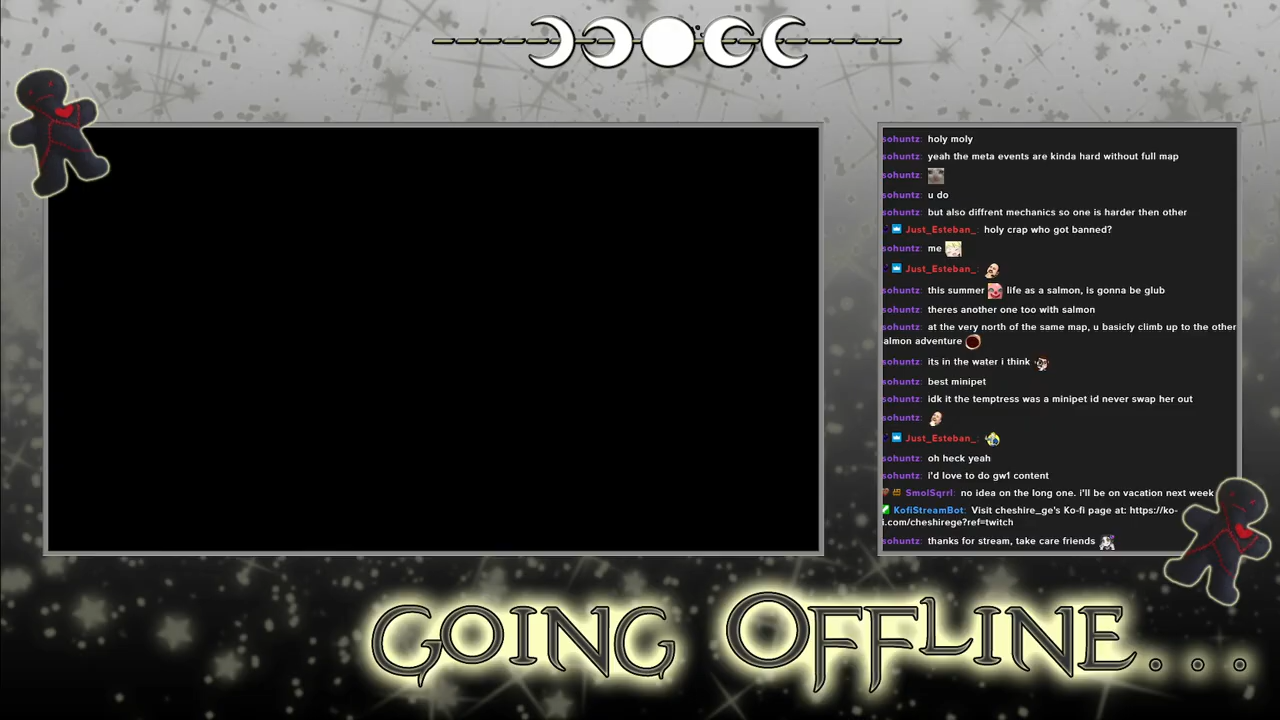 sohuntz: holy moly
sohuntz: yeah the meta events are kinda hard without full map
sohuntz:
sohuntz: u do
sohuntz: but also diffrent mechanics so one is harder then other
Just_Esteban_: holy crap who got banned?
sohuntz: me
Just_Esteban_:
sohuntz: this summer life as a salmon, is gonna be glub
sohuntz: theres another one too with salmon
sohuntz: at the very north of the same map, u basicly climb up to the other
almon adventure
sohuntz: its in the water i think
sohuntz: best minipet
sohuntz: idk it the temptress was a minipet id never swap her out
sohuntz:
Just_Esteban_:
sohuntz: oh heck yeah
sohuntz: i'd love to do gw1 content
SmolSqrrl: no idea on the long one. i'll be on vacation next week
KofiStreamBot: Visit cheshire_ge's Ko-fi page at: https://ko-
i.com/cheshirege?ref=twitch
sohuntz: thanks for stream, take care friends
Going Offline...